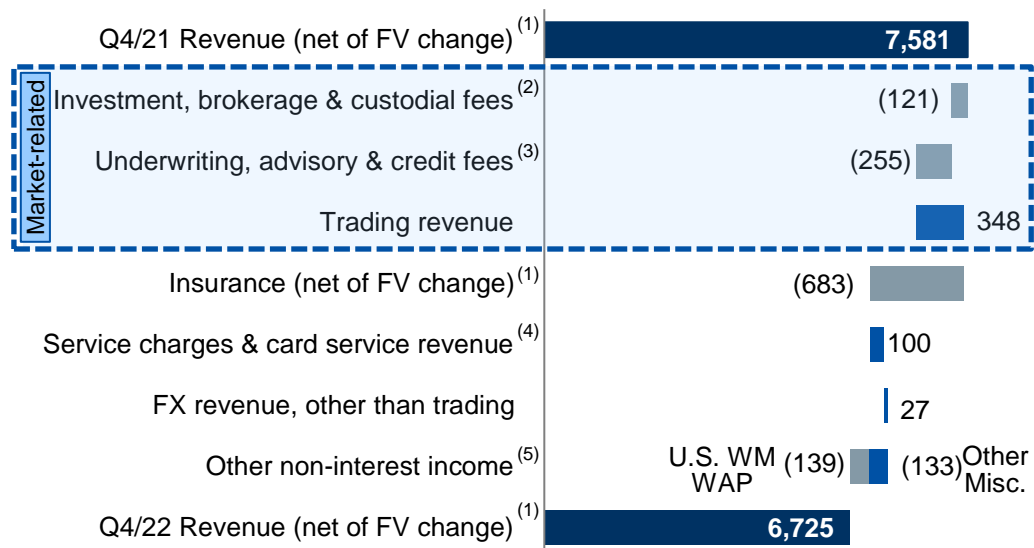 Q4/21 Revenue (net of FV change) (1) 7,581
Market-related
Investment, brokerage & custodial fees (2) (121)
Underwriting, advisory & credit fees (3) (255)
Trading revenue 348
Insurance (net of FV change) (1) (683)
Service charges & card service revenue (4) 100
FX revenue, other than trading 27
Other non-interest income (5) U.S. WM (139) (133) Other
WAP Misc.
Q4/22 Revenue (net of FV change) (1) 6,725